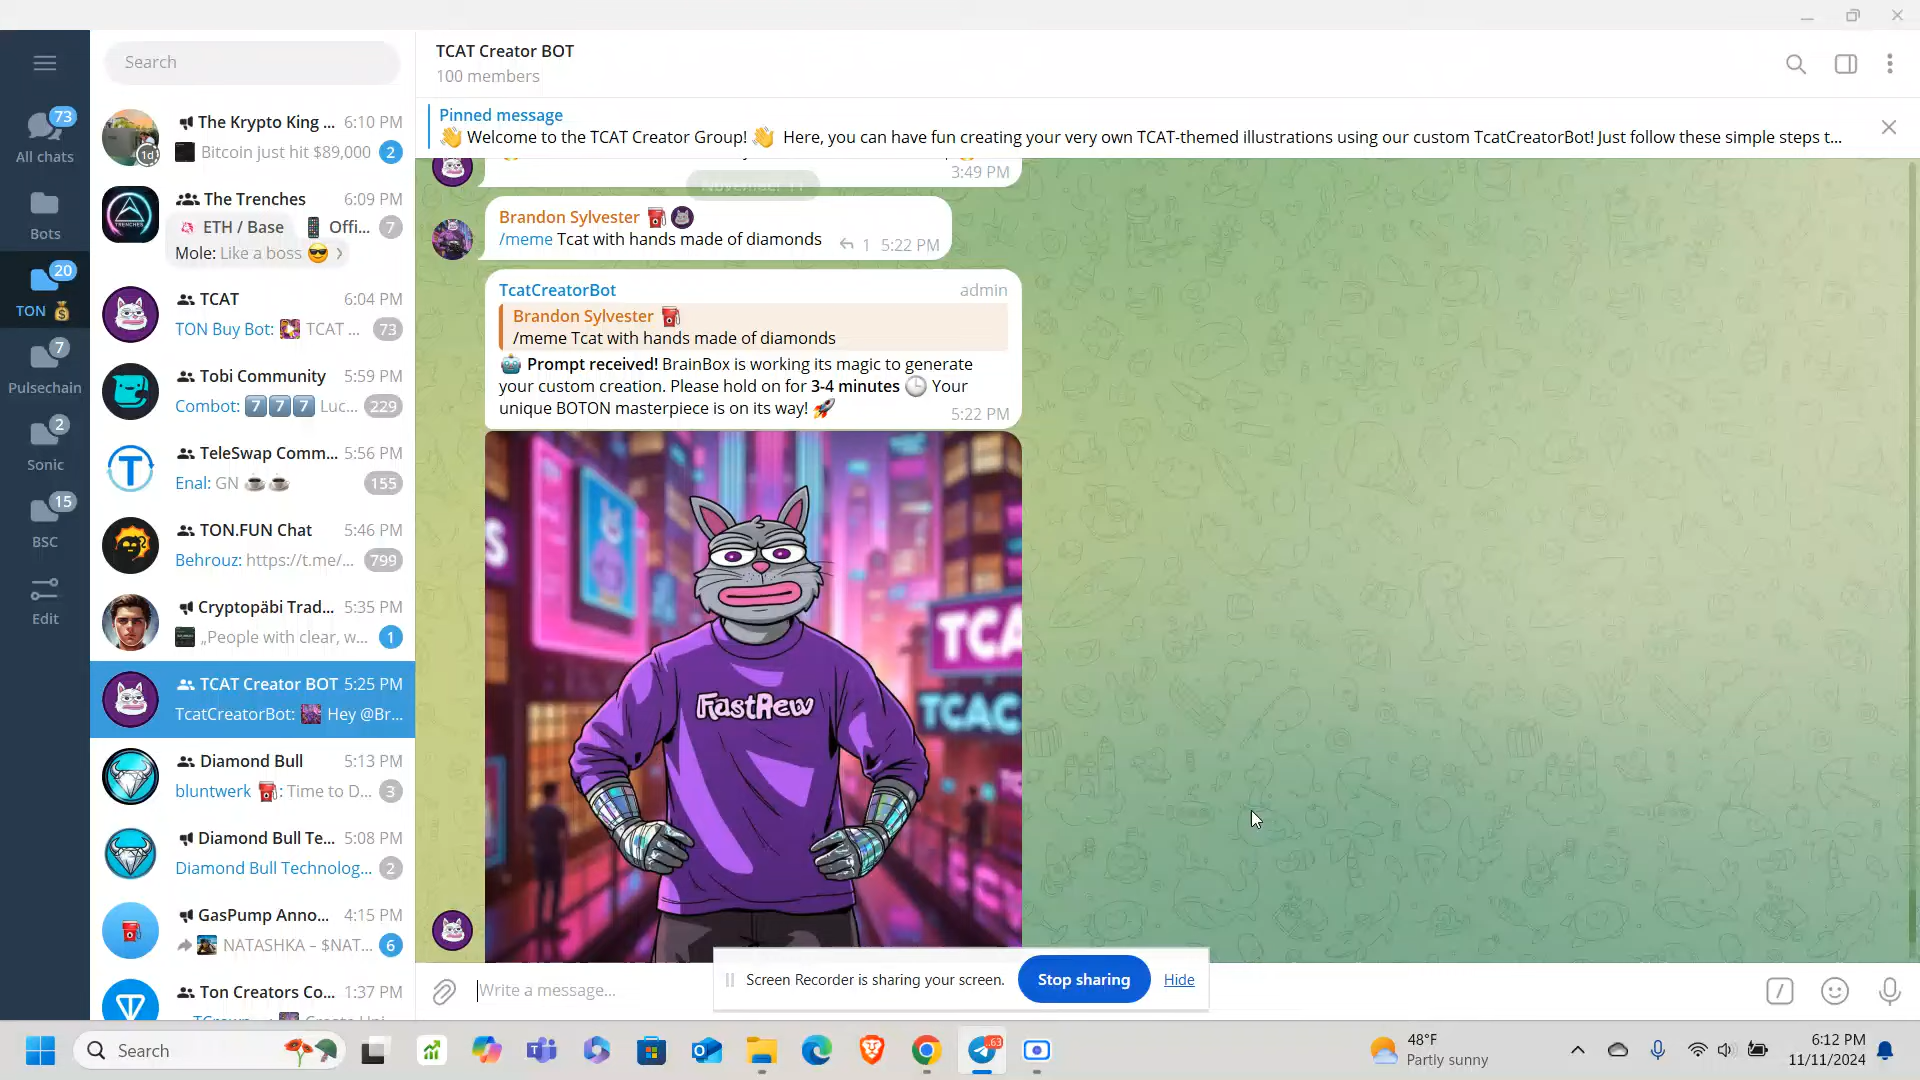 Search
73
All chats
Bots
20
TON
7
Pulsechain
2
Sonic
15
BSC
Edit
The Krypto King ... 6:10 PM
1d
Bitcoin just hit $89,000 2
The Trenches 6:09 PM
TRENCHES
ETH / Base Offi... 7
Mole: Like a boss 😎 ›
TCAT 6:04 PM
TON Buy Bot: TCAT ... 73
Tobi Community 5:59 PM
Combot: 7 7 7 Luc... 229
TeleSwap Comm... 5:56 PM
Enal: GN ☕☕ 155
TON.FUN Chat 5:46 PM
Behrouz: https://t.me/... 799
Cryptopäbi Trad... 5:35 PM
„People with clear, w... 1
TCAT Creator BOT 5:25 PM
TcatCreatorBot: Hey @Br...
Diamond Bull 5:13 PM
bluntwerk ⛽: Time to D... 3
Diamond Bull Te... 5:08 PM
Diamond Bull Technolog... 2
GasPump Anno... 4:15 PM
NATASHKA – $NAT... 6
Ton Creators Co... 1:37 PM
TCAT Creator BOT
100 members
Pinned message
👋 Welcome to the TCAT Creator Group! 👋 Here, you can have fun creating your very own TCAT-themed illustrations using our custom TcatCreatorBot! Just follow these simple steps t...
3:49 PM
November 11
Brandon Sylvester ⛽
/meme Tcat with hands made of diamonds 1 5:22 PM
TcatCreatorBot admin
Brandon Sylvester ⛽
/meme Tcat with hands made of diamonds
🤖 Prompt received! BrainBox is working its magic to generate
your custom creation. Please hold on for 3-4 minutes 🕒 Your
unique BOTON masterpiece is on its way! 🚀
5:22 PM
TCA
TCAC
Write a message...
Screen Recorder is sharing your screen. Stop sharing Hide
Search
63
48°F
Partly sunny
6:12 PM
11/11/2024